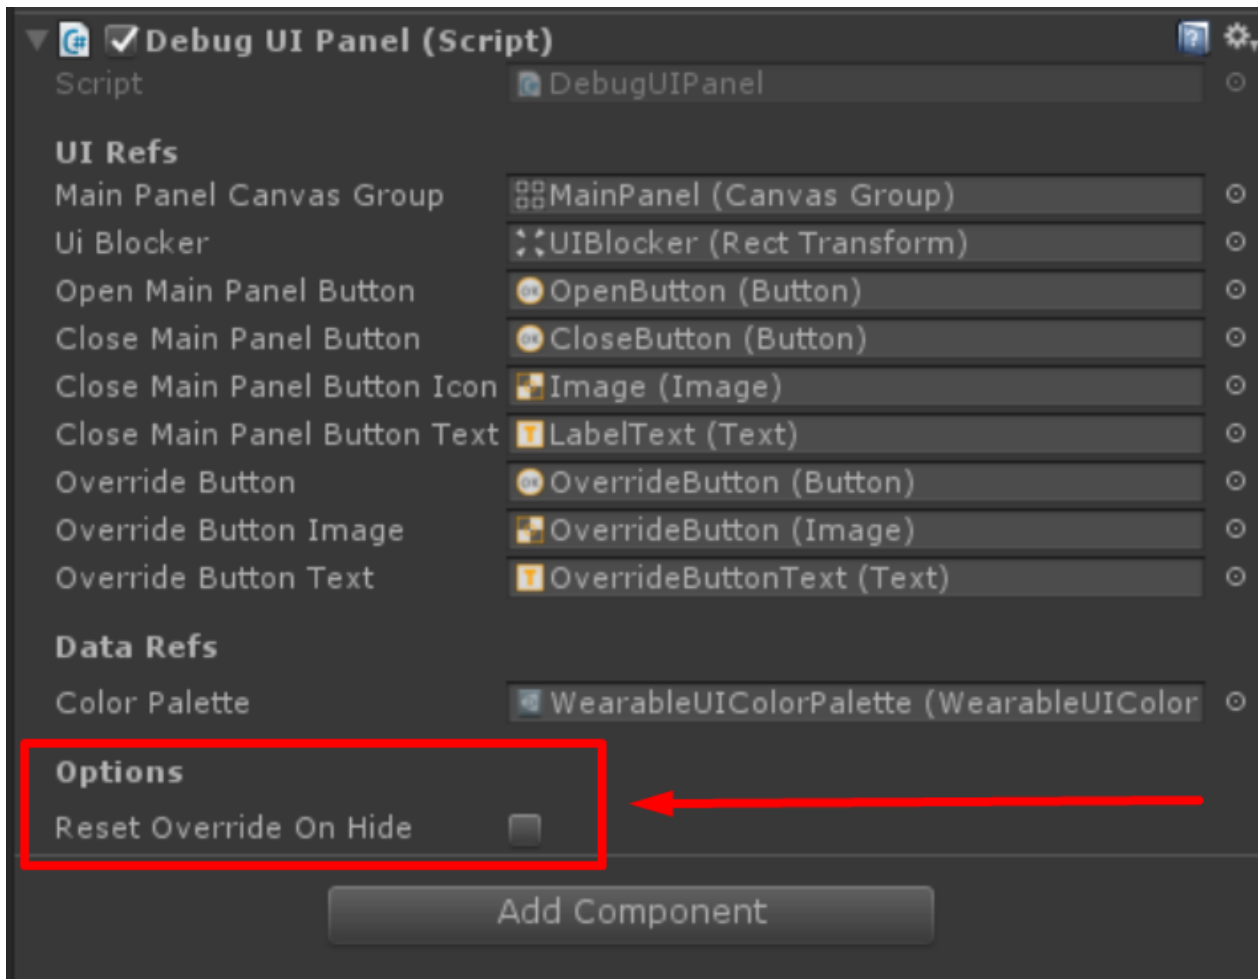 Debug UI Panel (Script)
Script DebugUIPanel
UI Refs
Main Panel Canvas Group MainPanel (Canvas Group)
Ui Blocker UIBlocker (Rect Transform)
Open Main Panel Button OpenButton (Button)
Close Main Panel Button CloseButton (Button)
Close Main Panel Button Icon Image (Image)
Close Main Panel Button Text LabelText (Text)
Override Button OverrideButton (Button)
Override Button Image OverrideButton (Image)
Override Button Text OverrideButtonText (Text)
Data Refs
Color Palette WearableUIColorPalette (WearableUIColor
Options
Reset Override On Hide
Add Component